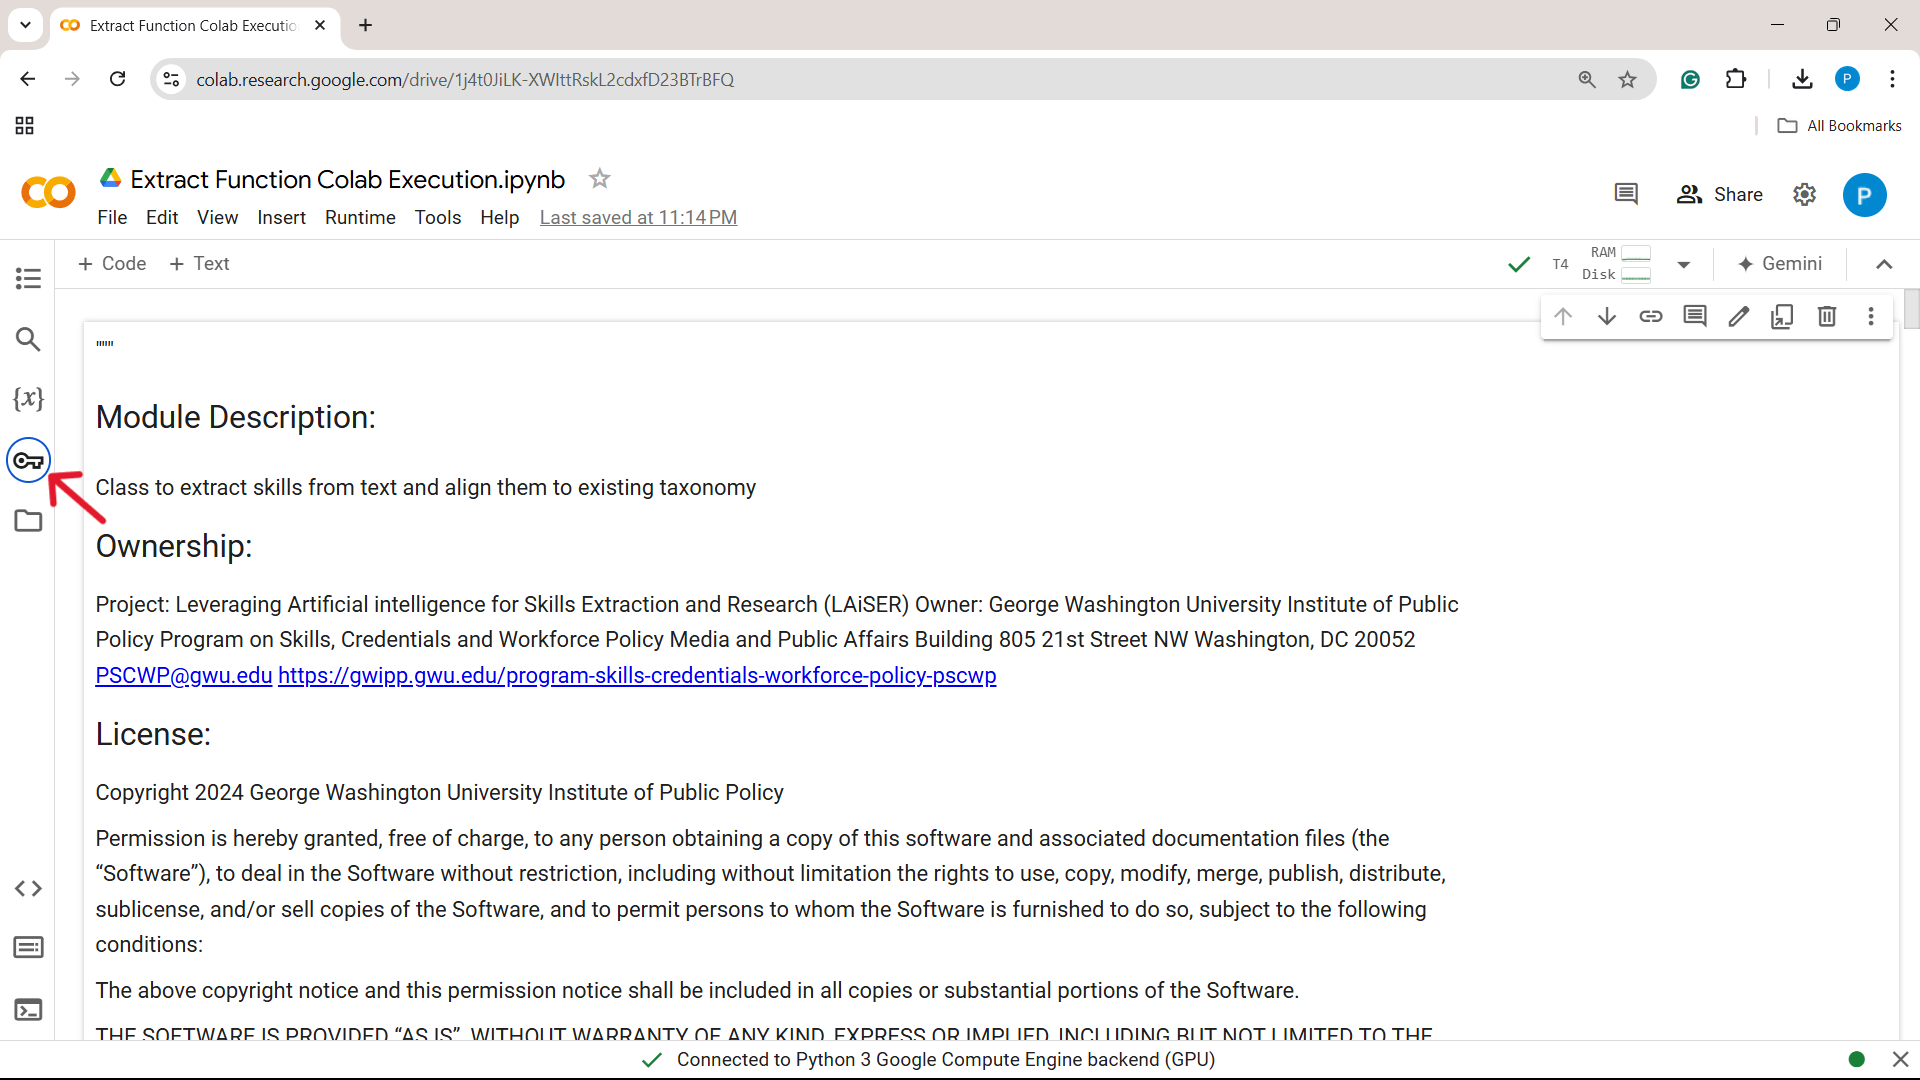 Extract Function Colab Executio
colab.research.google.com/drive/1j4t0JiLK-XWIttRskL2cdxfD23BTrBFQ
P
All Bookmarks
Extract Function Colab Execution.ipynb
Share
P
File Edit View Insert Runtime Tools Help Last saved at 11:14 PM
+ Code + Text
T4
RAM
Disk
Gemini
{x}
"""
Module Description:
Class to extract skills from text and align them to existing taxonomy
Ownership:
Project: Leveraging Artificial intelligence for Skills Extraction and Research (LAiSER) Owner: George Washington University Institute of Public
Policy Program on Skills, Credentials and Workforce Policy Media and Public Affairs Building 805 21st Street NW Washington, DC 20052
PSCWP@gwu.edu https://gwipp.gwu.edu/program-skills-credentials-workforce-policy-pscwp
License:
Copyright 2024 George Washington University Institute of Public Policy
Permission is hereby granted, free of charge, to any person obtaining a copy of this software and associated documentation files (the
“Software”), to deal in the Software without restriction, including without limitation the rights to use, copy, modify, merge, publish, distribute,
sublicense, and/or sell copies of the Software, and to permit persons to whom the Software is furnished to do so, subject to the following
conditions:
The above copyright notice and this permission notice shall be included in all copies or substantial portions of the Software.
THE SOFTWARE IS PROVIDED “AS IS”, WITHOUT WARRANTY OF ANY KIND, EXPRESS OR IMPLIED, INCLUDING BUT NOT LIMITED TO THE
Connected to Python 3 Google Compute Engine backend (GPU)